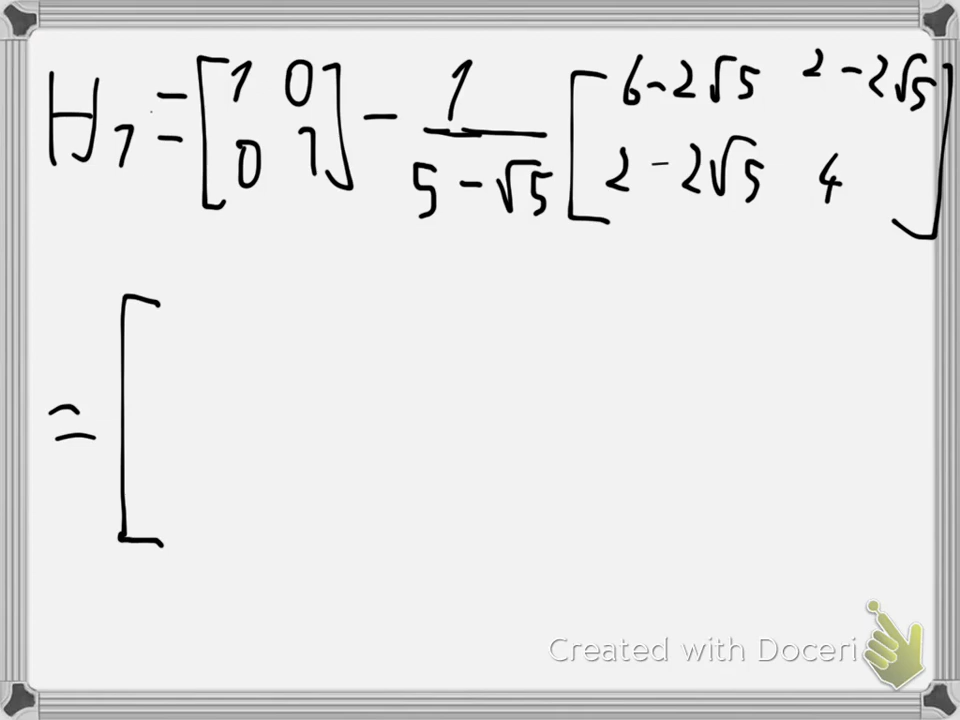 H₁ = [1 0; 0 1] - 1/(5 - √5) [6 - 2√5 2 - 2√5; 2 - 2√5 4]
= [
Created with Doceri